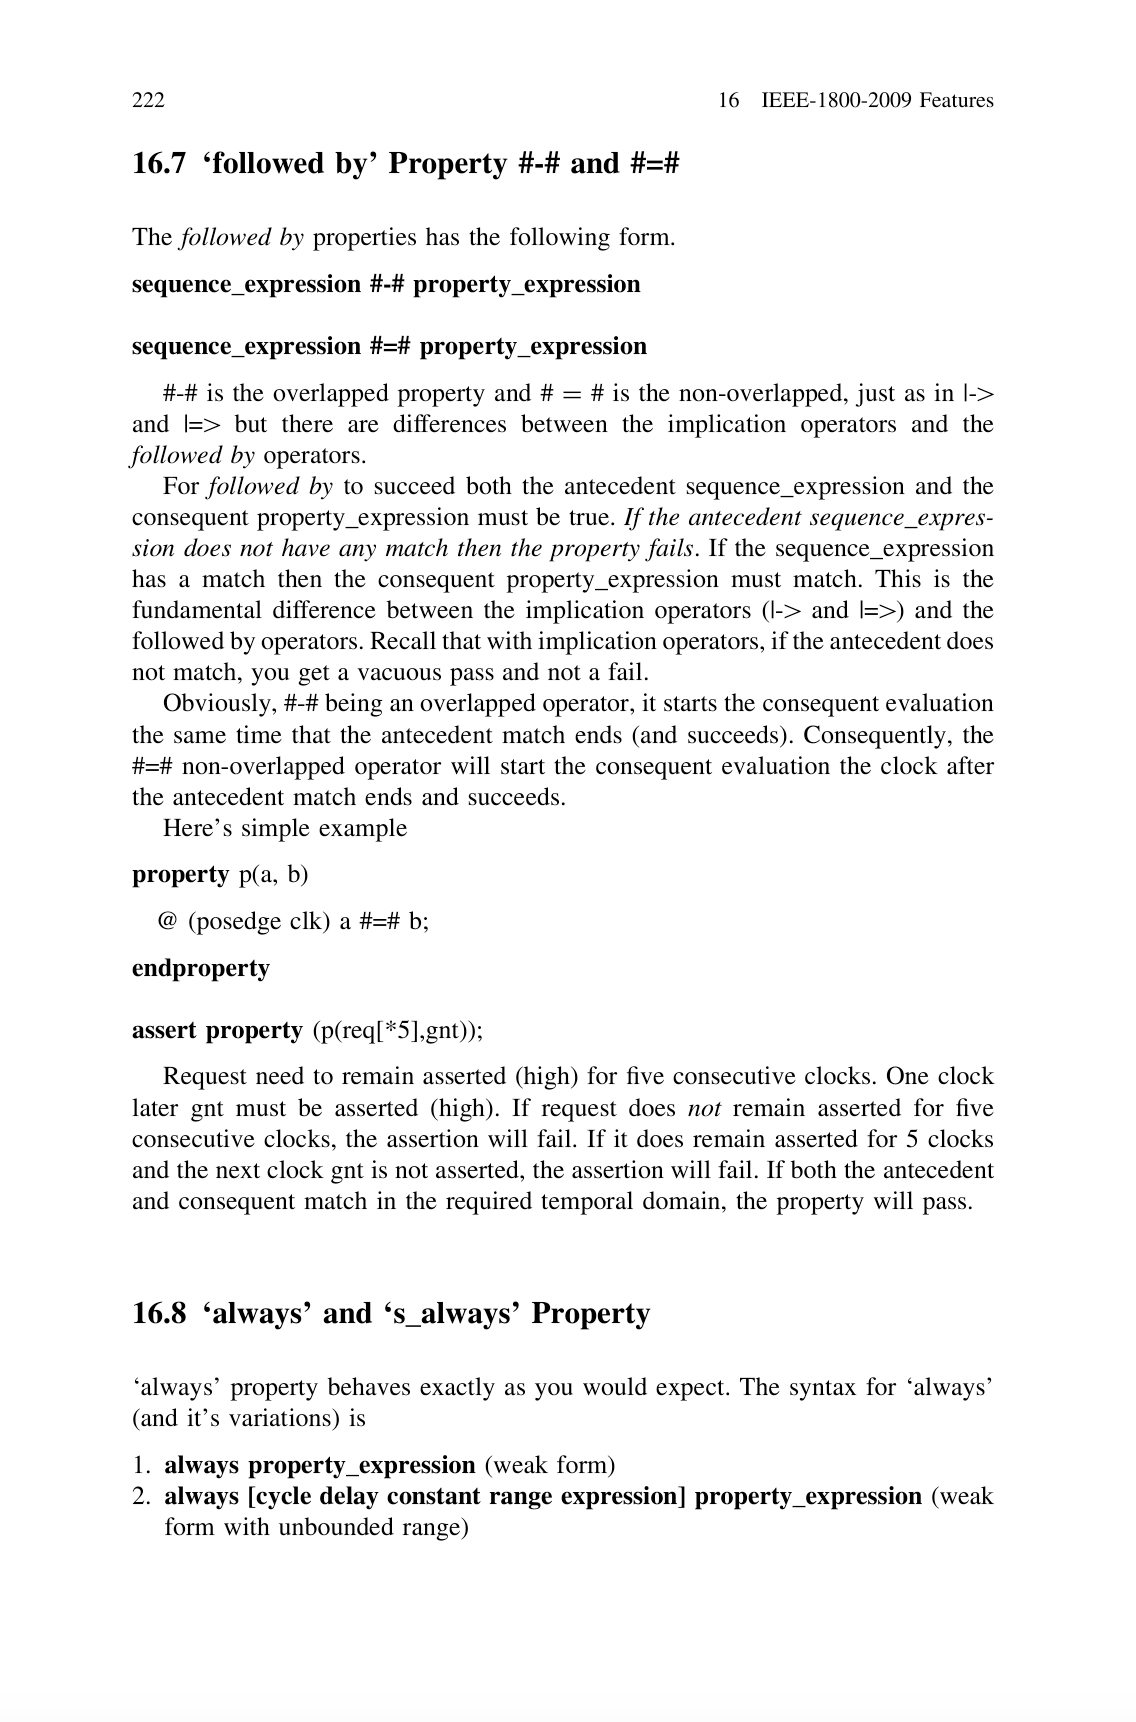 222
16 IEEE-1800-2009 Features
16.7 ‘followed by’ Property #-# and #=#
The followed by properties has the following form.
sequence_expression #-# property_expression
sequence_expression #=# property_expression
#-# is the overlapped property and # = # is the non-overlapped, just as in |->
and |=> but there are differences between the implication operators and the
followed by operators.
For followed by to succeed both the antecedent sequence_expression and the
consequent property_expression must be true. If the antecedent sequence_expres-
sion does not have any match then the property fails. If the sequence_expression
has a match then the consequent property_expression must match. This is the
fundamental difference between the implication operators (|-> and |=>) and the
followed by operators. Recall that with implication operators, if the antecedent does
not match, you get a vacuous pass and not a fail.
Obviously, #-# being an overlapped operator, it starts the consequent evaluation
the same time that the antecedent match ends (and succeeds). Consequently, the
#=# non-overlapped operator will start the consequent evaluation the clock after
the antecedent match ends and succeeds.
Here’s simple example
property p(a, b)
@ (posedge clk) a #=# b;
endproperty
assert property (p(req[*5],gnt));
Request need to remain asserted (high) for five consecutive clocks. One clock
later gnt must be asserted (high). If request does not remain asserted for five
consecutive clocks, the assertion will fail. If it does remain asserted for 5 clocks
and the next clock gnt is not asserted, the assertion will fail. If both the antecedent
and consequent match in the required temporal domain, the property will pass.
16.8 ‘always’ and ‘s_always’ Property
‘always’ property behaves exactly as you would expect. The syntax for ‘always’
(and it’s variations) is
1. always property_expression (weak form)
2. always [cycle delay constant range expression] property_expression (weak
form with unbounded range)